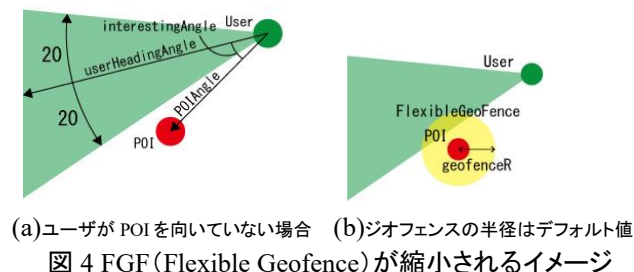 interestingAngle User
20
userHeadingAngle
20
POIAngle
POI
User
FlexibleGeoFence
POI
geofenceR
(a)ユーザが POI を向いていない場合 (b)ジオフェンスの半径はデフォルト値
図 4 FGF(Flexible Geofence)が縮小されるイメージ